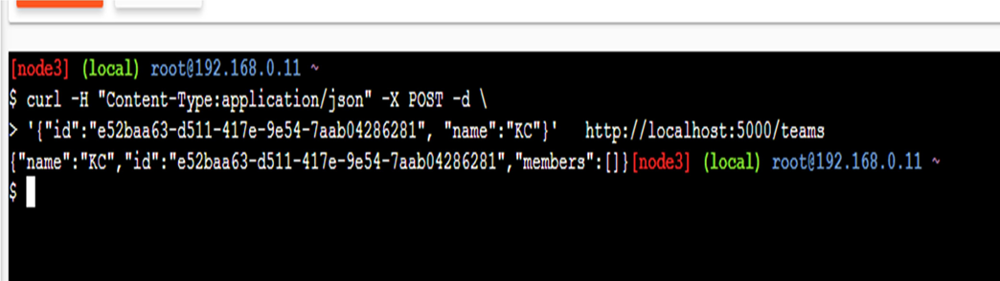 [node3] (local) root@192.168.0.11 ~
$ curl -H "Content-Type:application/json" -X POST -d \
> '{"id":"e52baa63-d511-417e-9e54-7aab04286281", "name":"KC"}'   http://localhost:5000/teams
{"name":"KC","id":"e52baa63-d511-417e-9e54-7aab04286281","members":[]}[node3] (local) root@192.168.0.11 ~
$